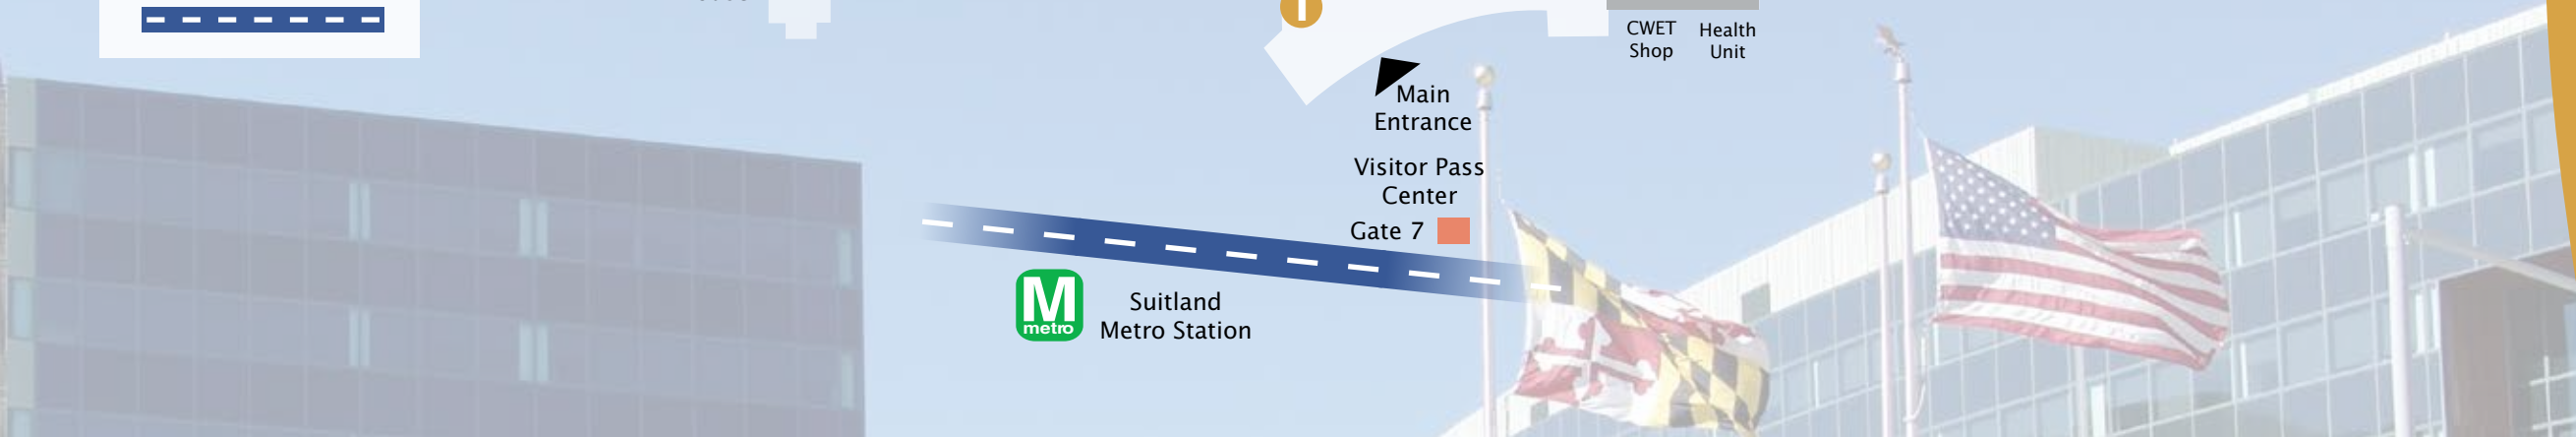 CWET
Shop
Health
Unit
Main
Entrance
Visitor Pass
Center
Gate 7
M
metro
Suitland
Metro Station